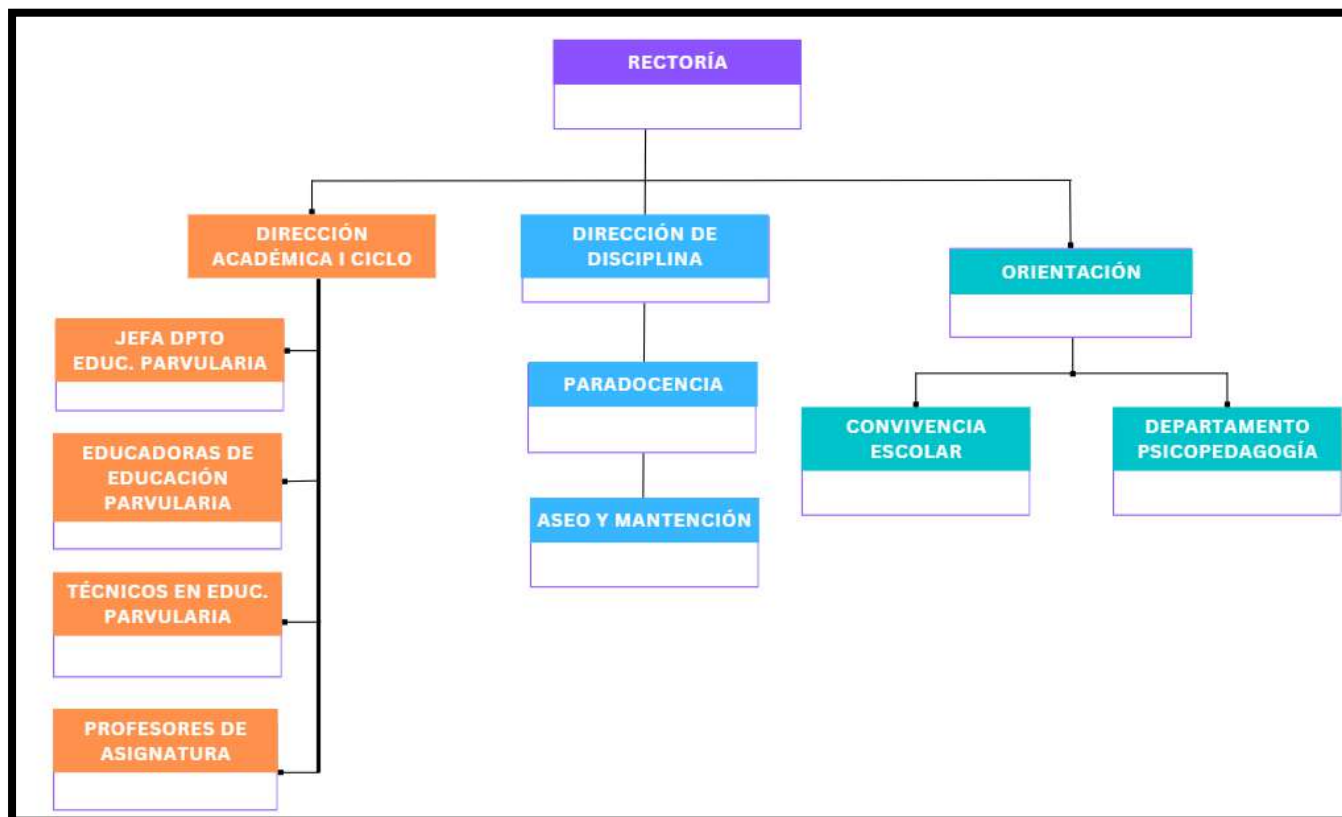 RECTORÍA
DIRECCIÓN
ACADÉMICA I CICLO
JEFA DPTO
EDUC. PARVULARIA
EDUCADORAS DE
EDUCACIÓN
PARVULARIA
TÉCNICOS EN EDUC.
PARVULARIA
PROFESORES DE
ASIGNATURA
DIRECCIÓN DE
DISCIPLINA
PARADOCENCIA
ASEO Y MANTENCIÓN
ORIENTACIÓN
CONVIVENCIA
ESCOLAR
DEPARTAMENTO
PSICOPEDAGOGÍA